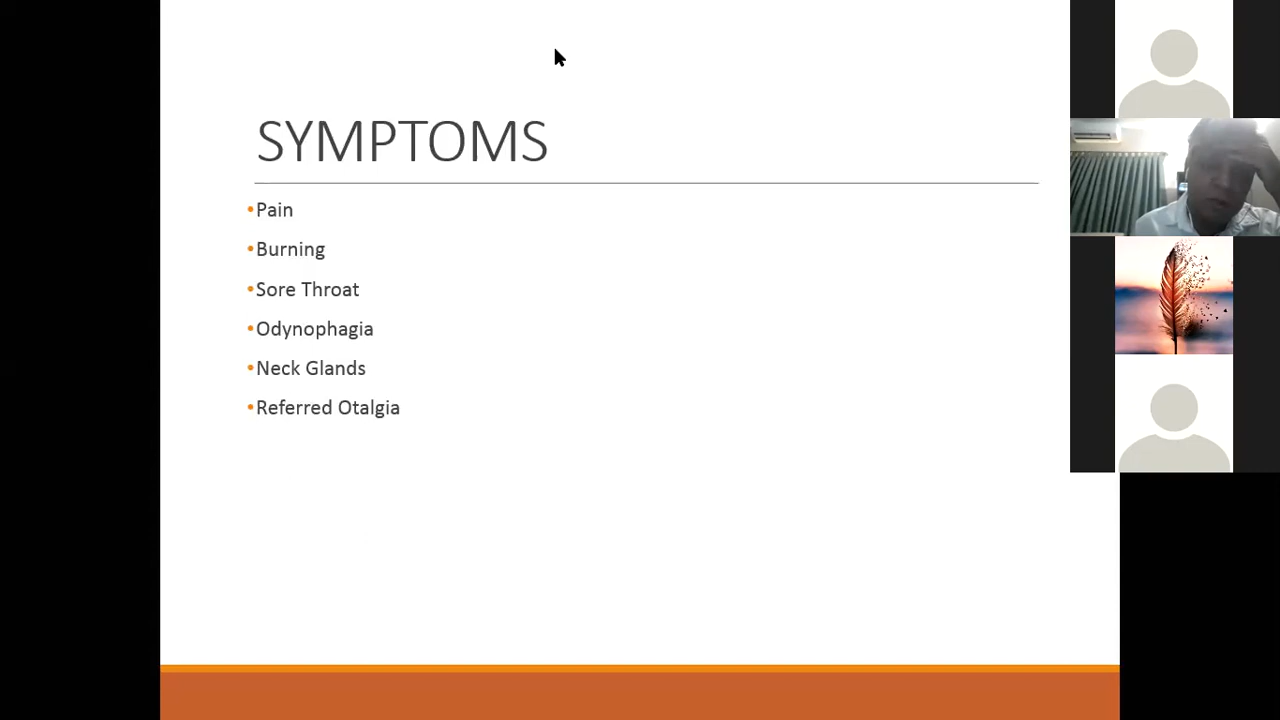 SYMPTOMS
•Pain
•Burning
•Sore Throat
•Odynophagia
•Neck Glands
•Referred Otalgia